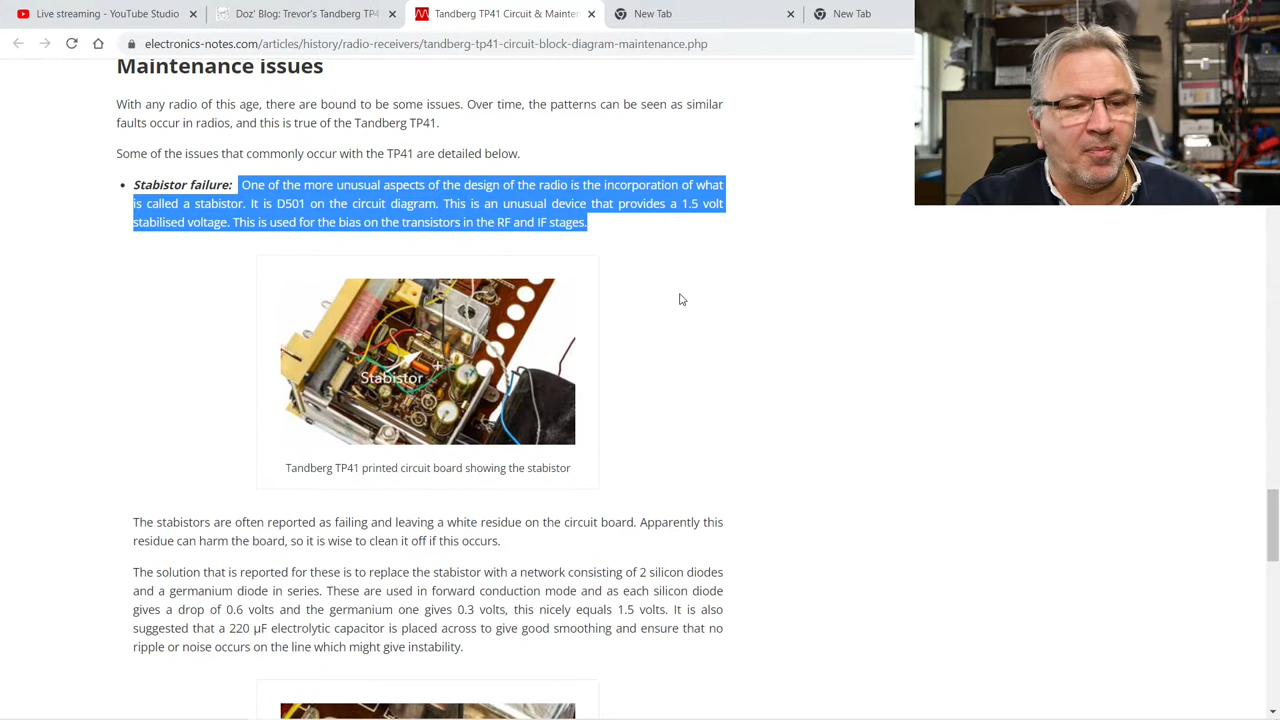 Live streaming - YouTube Studio
Doz' Blog: Trevor's Tandberg TP4
Tandberg TP41 Circuit & Mainten
New Tab
New Tab
electronics-notes.com/articles/history/radio-receivers/tandberg-tp41-circuit-block-diagram-maintenance.php
Maintenance issues
With any radio of this age, there are bound to be some issues. Over time, the patterns can be seen as similar
faults occur in radios, and this is true of the Tandberg TP41.
Some of the issues that commonly occur with the TP41 are detailed below.
• Stabistor failure: One of the more unusual aspects of the design of the radio is the incorporation of what
is called a stabistor. It is D501 on the circuit diagram. This is an unusual device that provides a 1.5 volt
stabilised voltage. This is used for the bias on the transistors in the RF and IF stages.
Stabistor
Tandberg TP41 printed circuit board showing the stabistor
The stabistors are often reported as failing and leaving a white residue on the circuit board. Apparently this
residue can harm the board, so it is wise to clean it off if this occurs.
The solution that is reported for these is to replace the stabistor with a network consisting of 2 silicon diodes
and a germanium diode in series. These are used in forward conduction mode and as each silicon diode
gives a drop of 0.6 volts and the germanium one gives 0.3 volts, this nicely equals 1.5 volts. It is also
suggested that a 220 μF electrolytic capacitor is placed across to give good smoothing and ensure that no
ripple or noise occurs on the line which might give instability.